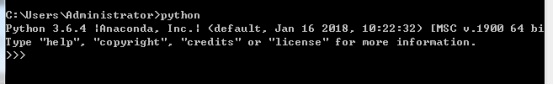 C:\Users\Administrator>python
Python 3.6.4 |Anaconda, Inc.| (default, Jan 16 2018, 10:22:32) [MSC v.1900 64 bi
Type "help", "copyright", "credits" or "license" for more information.
>>>